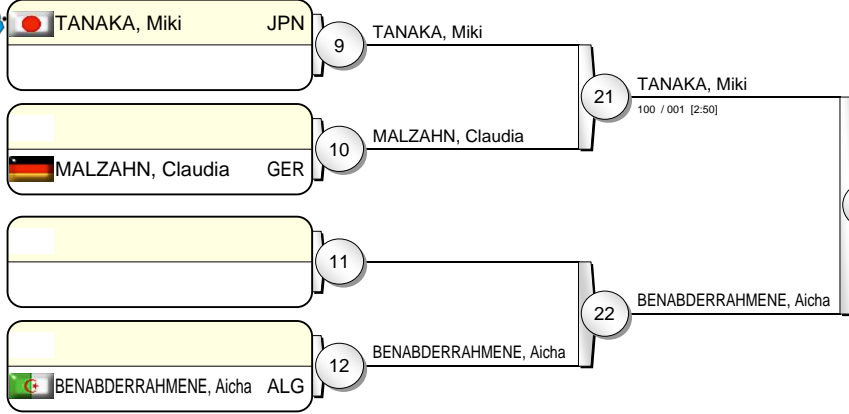 TANAKA, Miki JPN
9
TANAKA, Miki
21
TANAKA, Miki
100 / 001 [2:50]
10
MALZAHN, Claudia
MALZAHN, Claudia GER
11
22
BENABDERRAHMENE, Aicha
12
BENABDERRAHMENE, Aicha
BENABDERRAHMENE, Aicha ALG